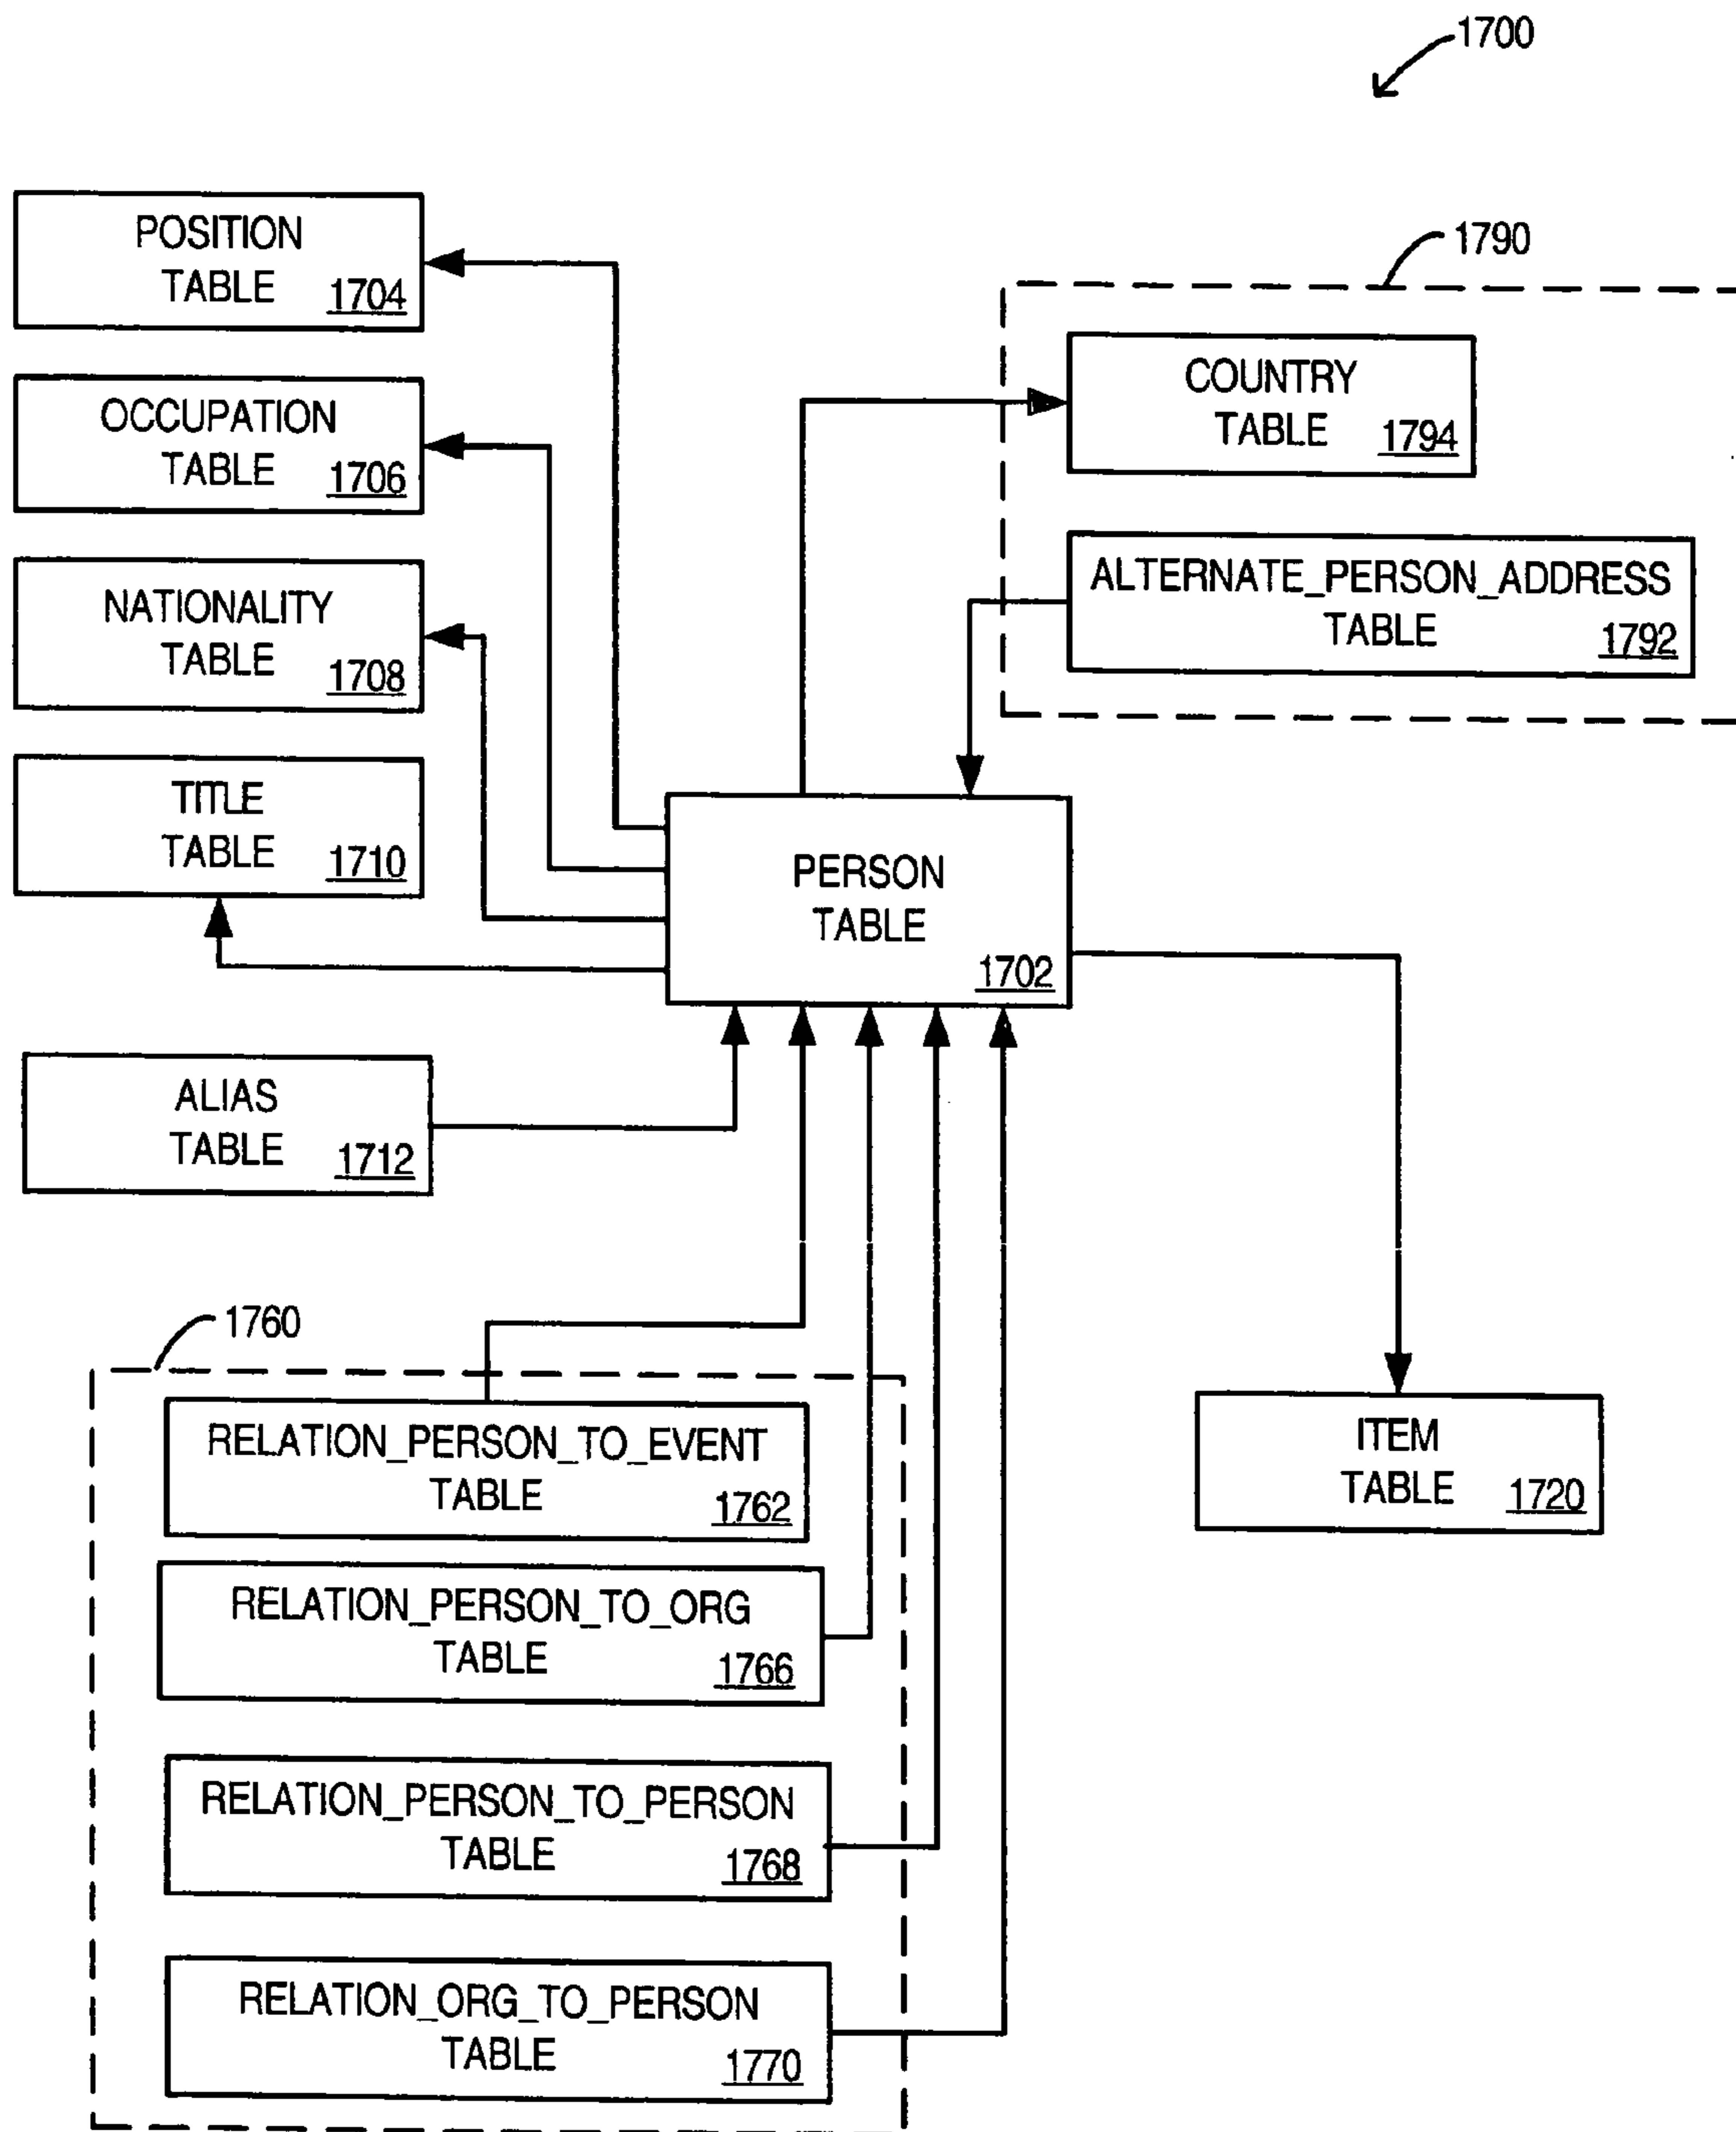 1700
POSITION
TABLE 1704
1790
COUNTRY
TABLE 1794
OCCUPATION
TABLE 1706
ALTERNATE_PERSON_ADDRESS
TABLE 1792
NATIONALITY
TABLE 1708
TITLE
TABLE 1710
PERSON
TABLE
1702
ALIAS
TABLE 1712
1760
RELATION_PERSON_TO_EVENT
TABLE 1762
ITEM
TABLE 1720
RELATION_PERSON_TO_ORG
TABLE 1766
RELATION_PERSON_TO_PERSON
TABLE 1768
RELATION_ORG_TO_PERSON
TABLE 1770